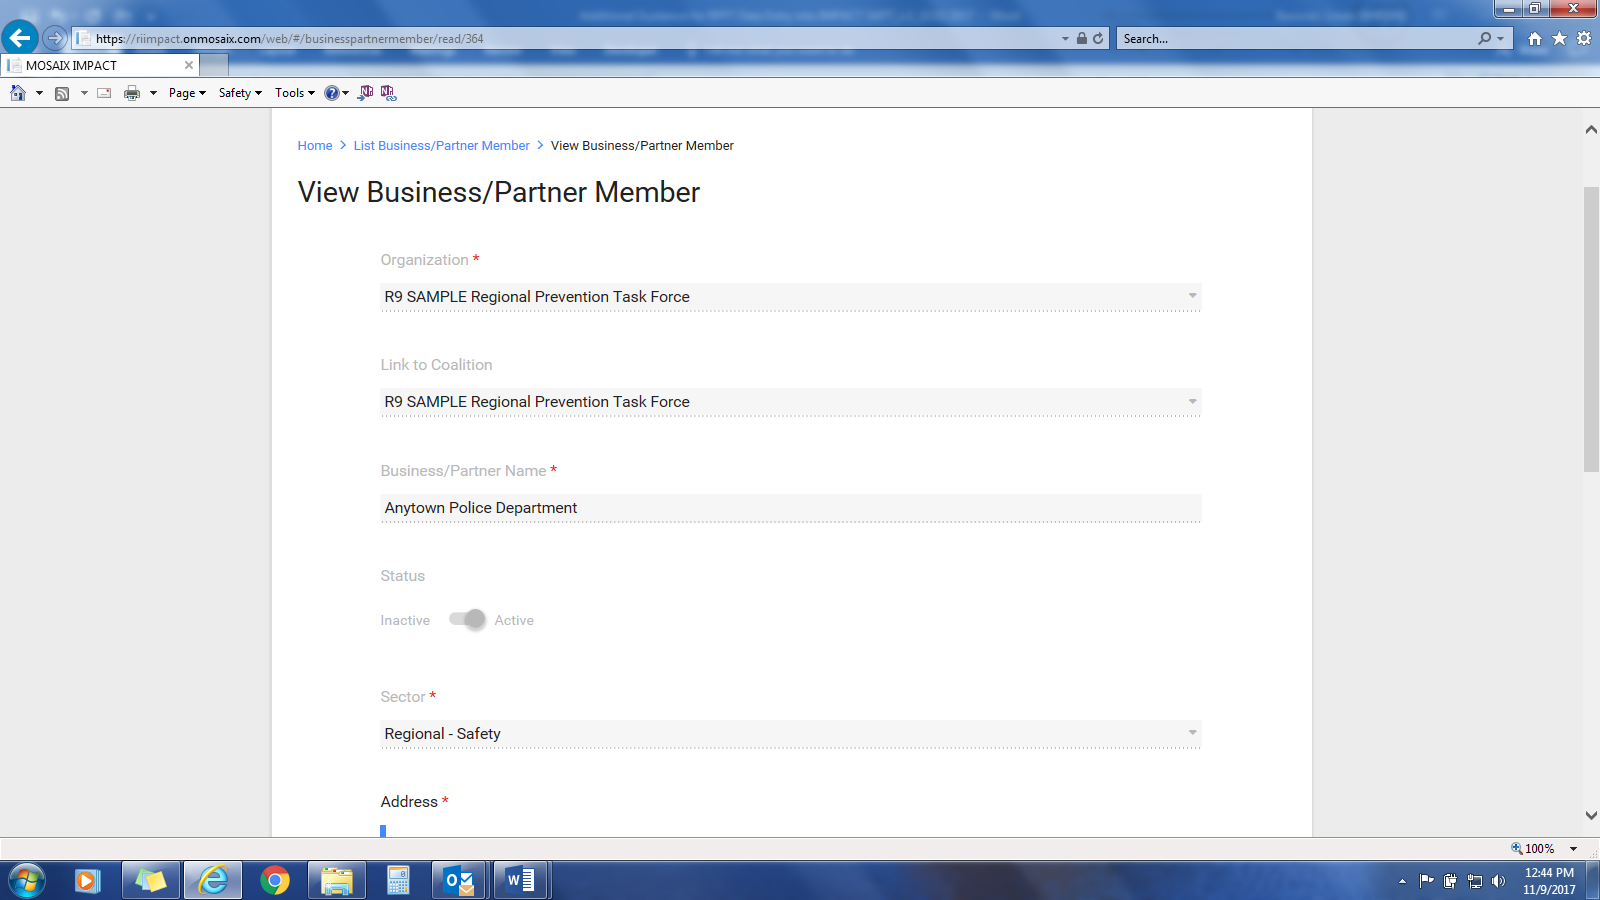 https://riimpact.onmosaix.com/web/#/businesspartnermember/read/364
Search...
MOSAIX IMPACT
Page
Safety
Tools
Home > List Business/Partner Member > View Business/Partner Member
View Business/Partner Member
Organization *
R9 SAMPLE Regional Prevention Task Force
Link to Coalition
R9 SAMPLE Regional Prevention Task Force
Business/Partner Name *
Anytown Police Department
Status
Inactive Active
Sector *
Regional - Safety
Address *
100%
12:44 PM
11/9/2017